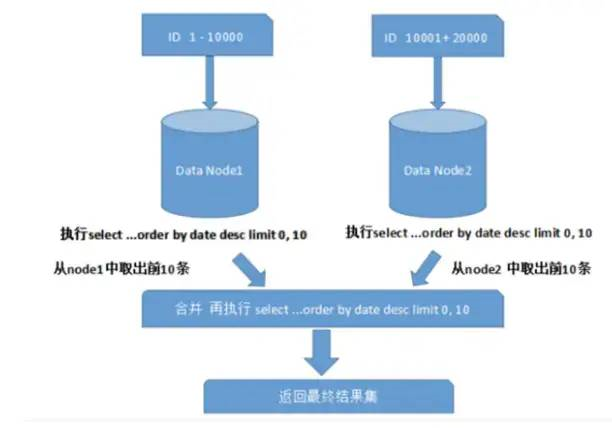 ID 1 - 10000
ID 10001+ 20000
Data Node1
Data Node2
执行select ...order by date desc limit 0, 10
执行select ...order by date desc limit 0, 10
从node1中取出前10条
从node2 中取出前10条
合并 再执行 select ...order by date desc limit 0, 10
返回最终结果集